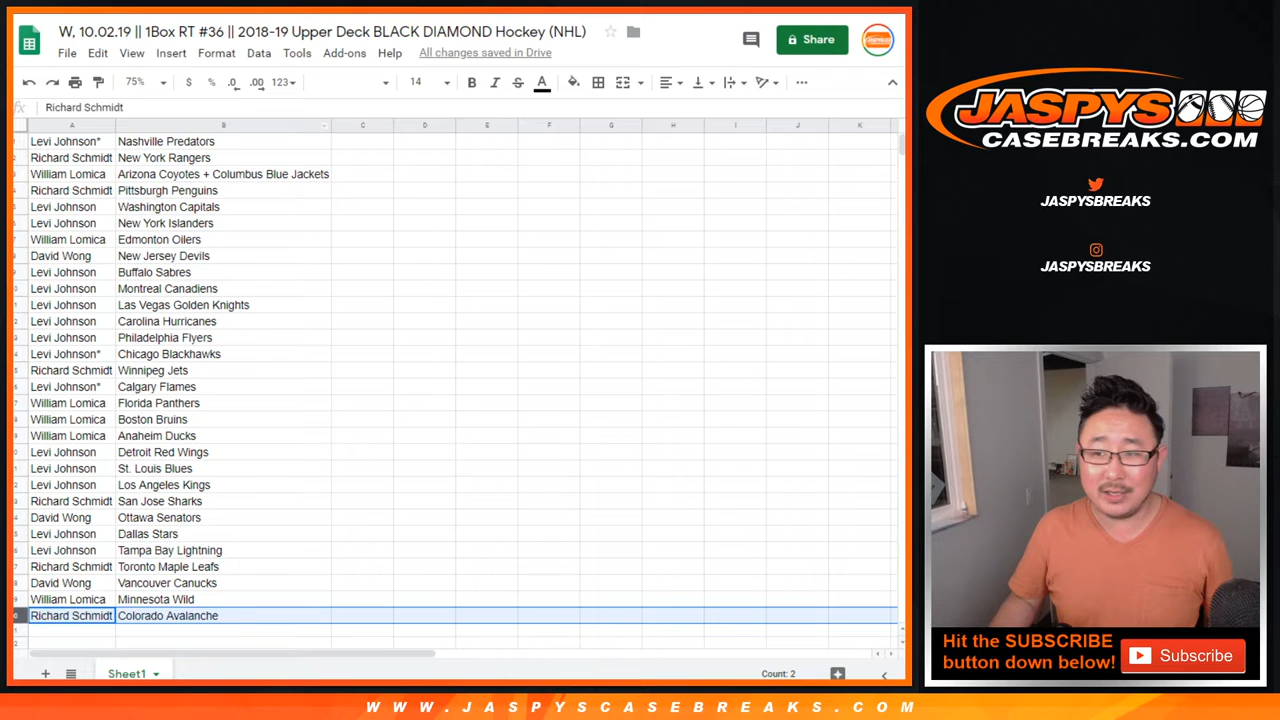 W, 10.02.19 || 1Box RT #36 || 2018-19 Upper Deck BLACK DIAMOND Hockey (NHL)
File Edit View Insert Format Data Tools Add-ons Help All changes saved in Drive
Share
75% $ % .0 .00 123 14 B I S A
fx Richard Schmidt
A B C D E F G H I J K
Levi Johnson* Nashville Predators
Richard Schmidt New York Rangers
William Lomica Arizona Coyotes + Columbus Blue Jackets
Richard Schmidt Pittsburgh Penguins
Levi Johnson Washington Capitals
Levi Johnson New York Islanders
William Lomica Edmonton Oilers
David Wong New Jersey Devils
Levi Johnson Buffalo Sabres
Levi Johnson Montreal Canadiens
Levi Johnson Las Vegas Golden Knights
Levi Johnson Carolina Hurricanes
Levi Johnson Philadelphia Flyers
Levi Johnson* Chicago Blackhawks
Richard Schmidt Winnipeg Jets
Levi Johnson* Calgary Flames
William Lomica Florida Panthers
William Lomica Boston Bruins
William Lomica Anaheim Ducks
Levi Johnson Detroit Red Wings
Levi Johnson St. Louis Blues
Levi Johnson Los Angeles Kings
Richard Schmidt San Jose Sharks
David Wong Ottawa Senators
Levi Johnson Dallas Stars
Levi Johnson Tampa Bay Lightning
Richard Schmidt Toronto Maple Leafs
David Wong Vancouver Canucks
William Lomica Minnesota Wild
Richard Schmidt Colorado Avalanche
Sheet1
Count: 2
JASPYS
CASEBREAKS.COM
JASPYSBREAKS
JASPYSBREAKS
Hit the SUBSCRIBE
button down below!
Subscribe
WWW.JASPYSCASEBREAKS.COM